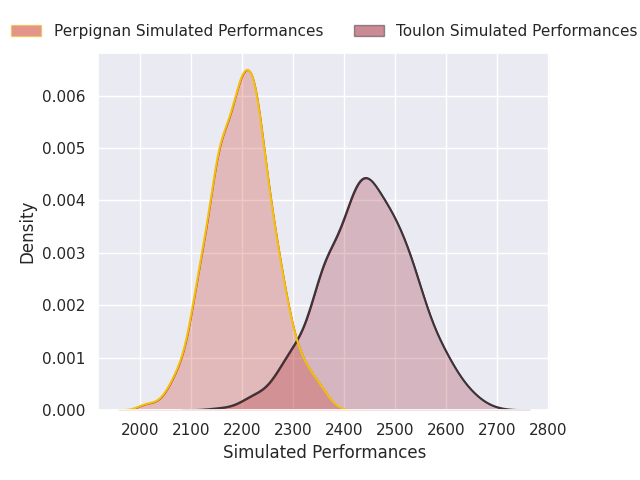 Perpignan Simulated Performances Toulon Simulated Performances
0.006
0.005
0.004
0.003
0.002
0.001
0.000
Density
2000 2100 2200 2300 2400 2500 2600 2700 2800
Simulated Performances